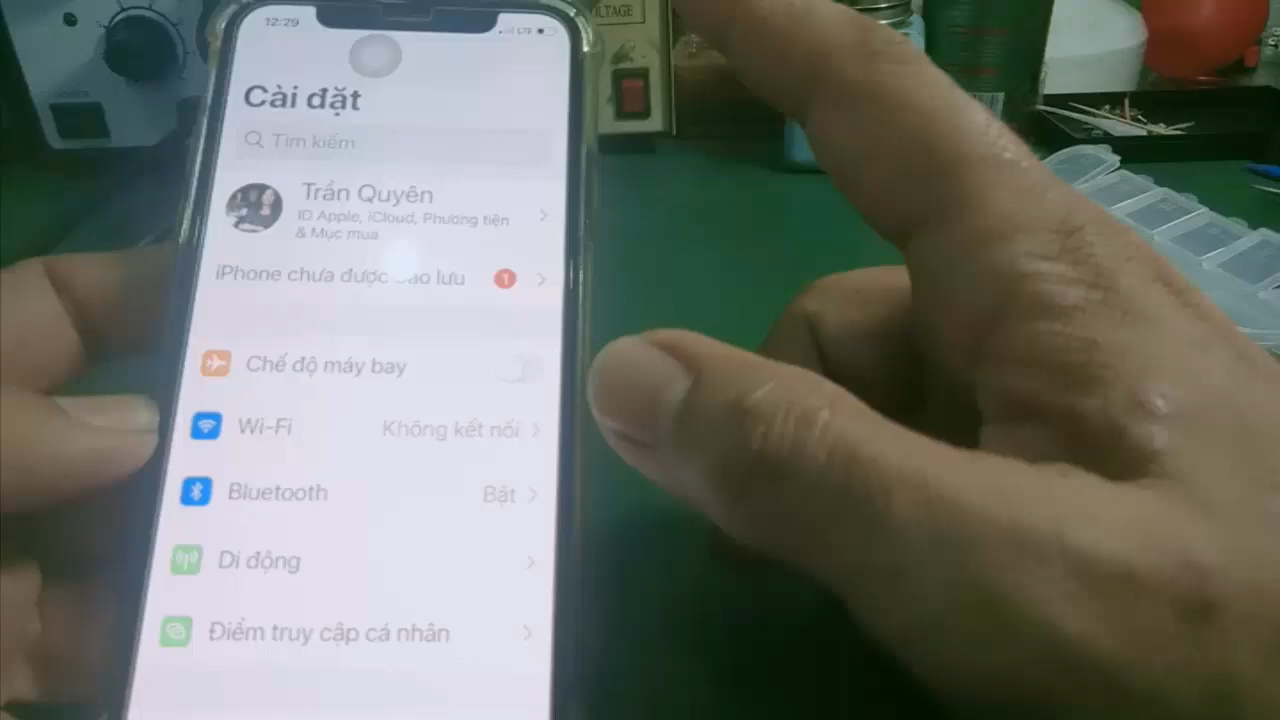 VOLTAGE
12:29
LTE
Cài đặt
Tìm kiếm
Trần Quyên
ID Apple, iCloud, Phương tiện
& Mục mua
iPhone chưa được sao lưu
1
Chế độ máy bay
Wi-Fi
Không kết nối
Bluetooth
Bật
Di động
Điểm truy cập cá nhân